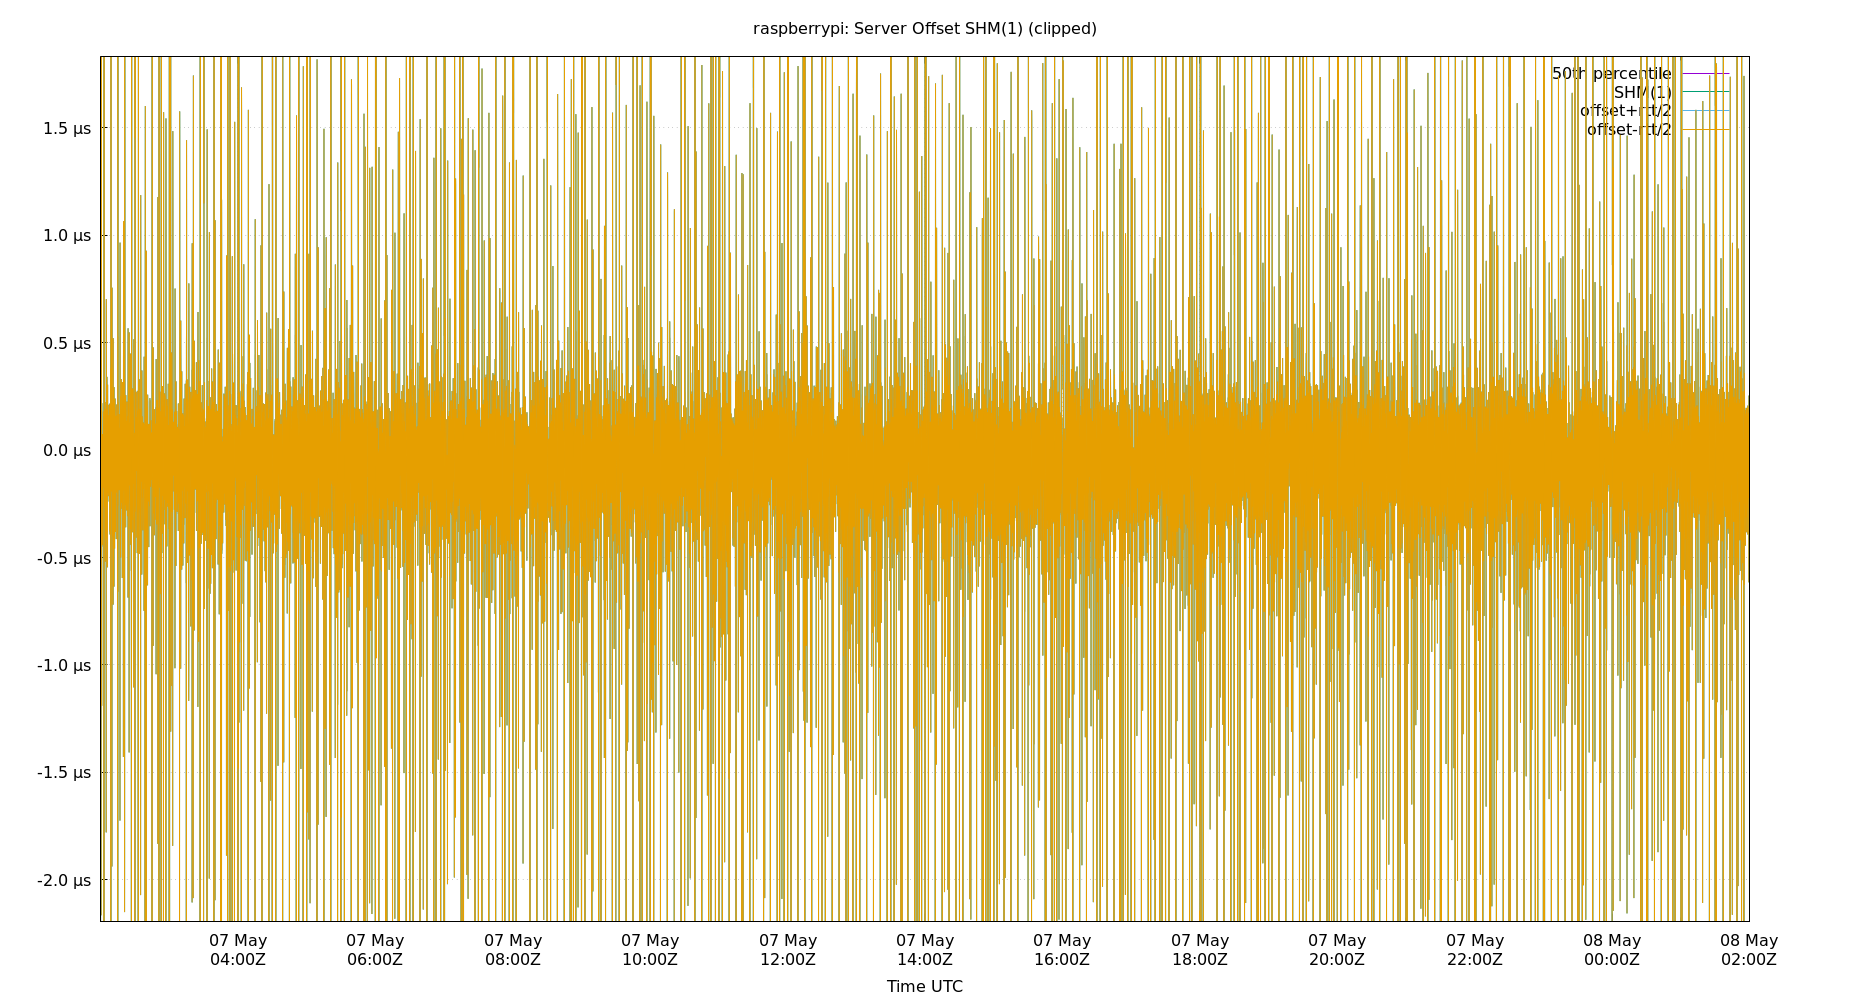 raspberrypi: Server Offset SHM(1) (clipped)
50th percentile
SHM(1)
offset+rtt/2
offset-rtt/2
1.5 µs
1.0 µs
0.5 µs
0.0 µs
-0.5 µs
-1.0 µs
-1.5 µs
-2.0 µs
07 May 07 May 07 May 07 May 07 May 07 May 07 May 07 May 07 May 07 May 08 May 08 May
04:00Z 06:00Z 08:00Z 10:00Z 12:00Z 14:00Z 16:00Z 18:00Z 20:00Z 22:00Z 00:00Z 02:00Z
Time UTC